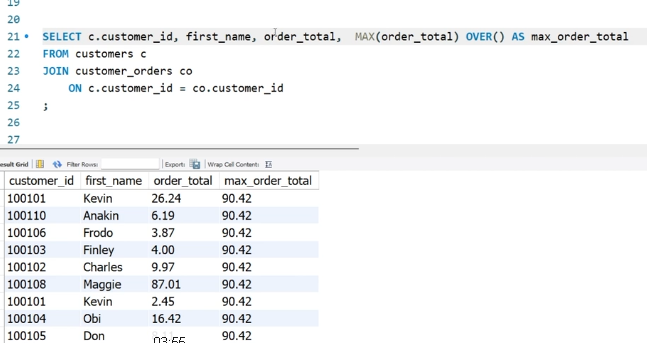 19
20
21 SELECT c.customer_id, first_name, order_total, MAX(order_total) OVER() AS max_order_total
22 FROM customers c
23 JOIN customer_orders co
24 ON c.customer_id = co.customer_id
25 ;
26
27
esult Grid Filter Rows: Export: Wrap Cell Content:
customer_id first_name order_total max_order_total
100101 Kevin 26.24 90.42
100110 Anakin 6.19 90.42
100106 Frodo 3.87 90.42
100103 Finley 4.00 90.42
100102 Charles 9.97 90.42
100108 Maggie 87.01 90.42
100101 Kevin 2.45 90.42
100104 Obi 16.42 90.42
100105 Don 90.42